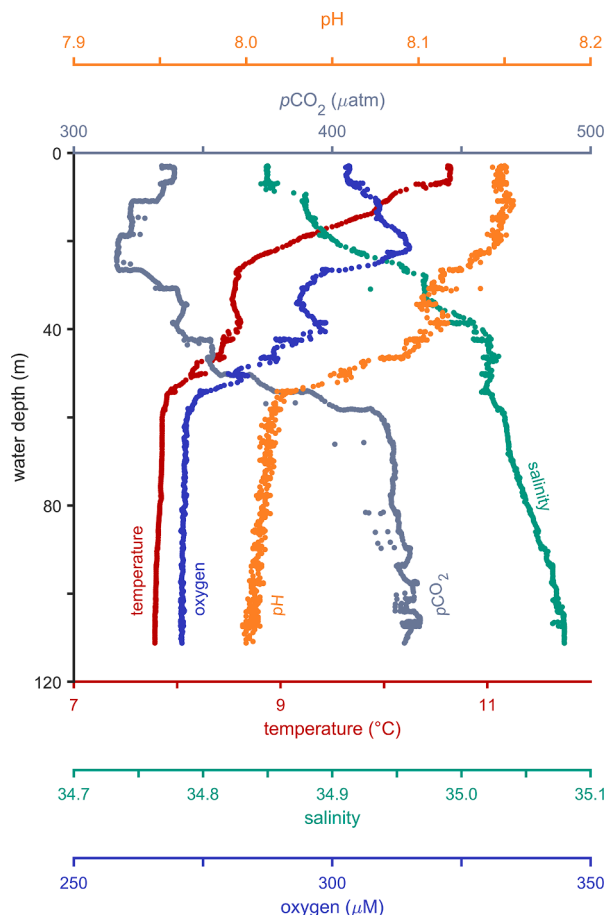 pH
7.9 8.0 8.1 8.2
pCO2 (μatm)
300 400 500
0
40
80
120
water depth (m)
temperature
oxygen
pH
pCO2
salinity
7 9 11
temperature (°C)
34.7 34.8 34.9 35.0 35.1
salinity
250 300 350
oxygen (μM)